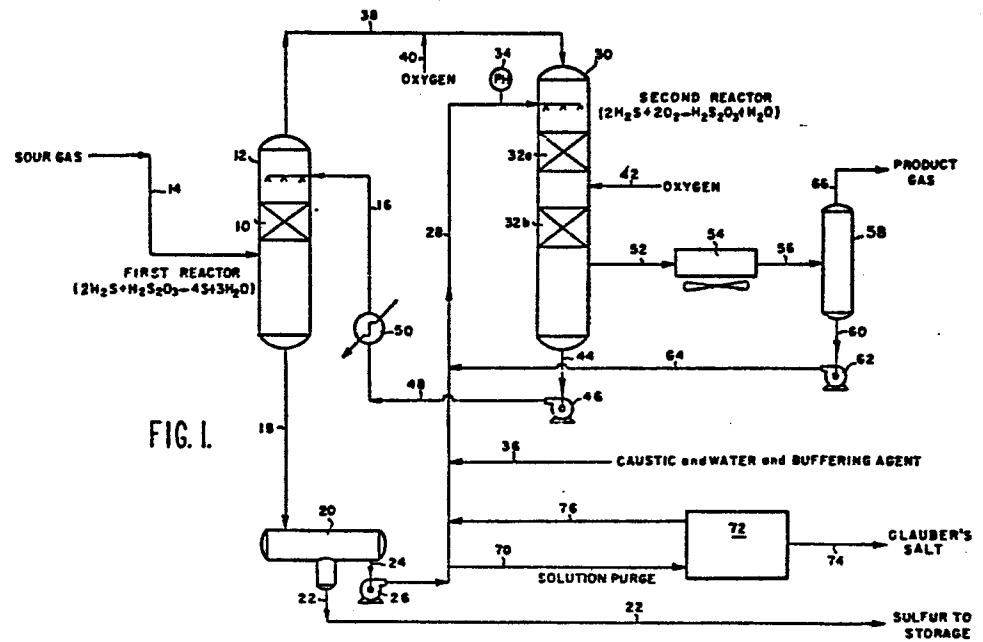 38
34
30
40
OXYGEN
PH
SECOND REACTOR
(2H₂S+2O₂→H₂S₂O₃+H₂O)
SOUR GAS
12
32a
PRODUCT
GAS
14
16
42
OXYGEN
66
10
28
32b
58
52
54
56
FIRST REACTOR
(2H₂S+H₂S₂O₃→4S+3H₂O)
50
60
44
64
62
48
46
FIG. 1.
18
36
CAUSTIC and WATER and BUFFERING AGENT
20
76
72
GLAUBER'S
SALT
24
70
74
SOLUTION PURGE
22
26
22
SULFUR TO
STORAGE